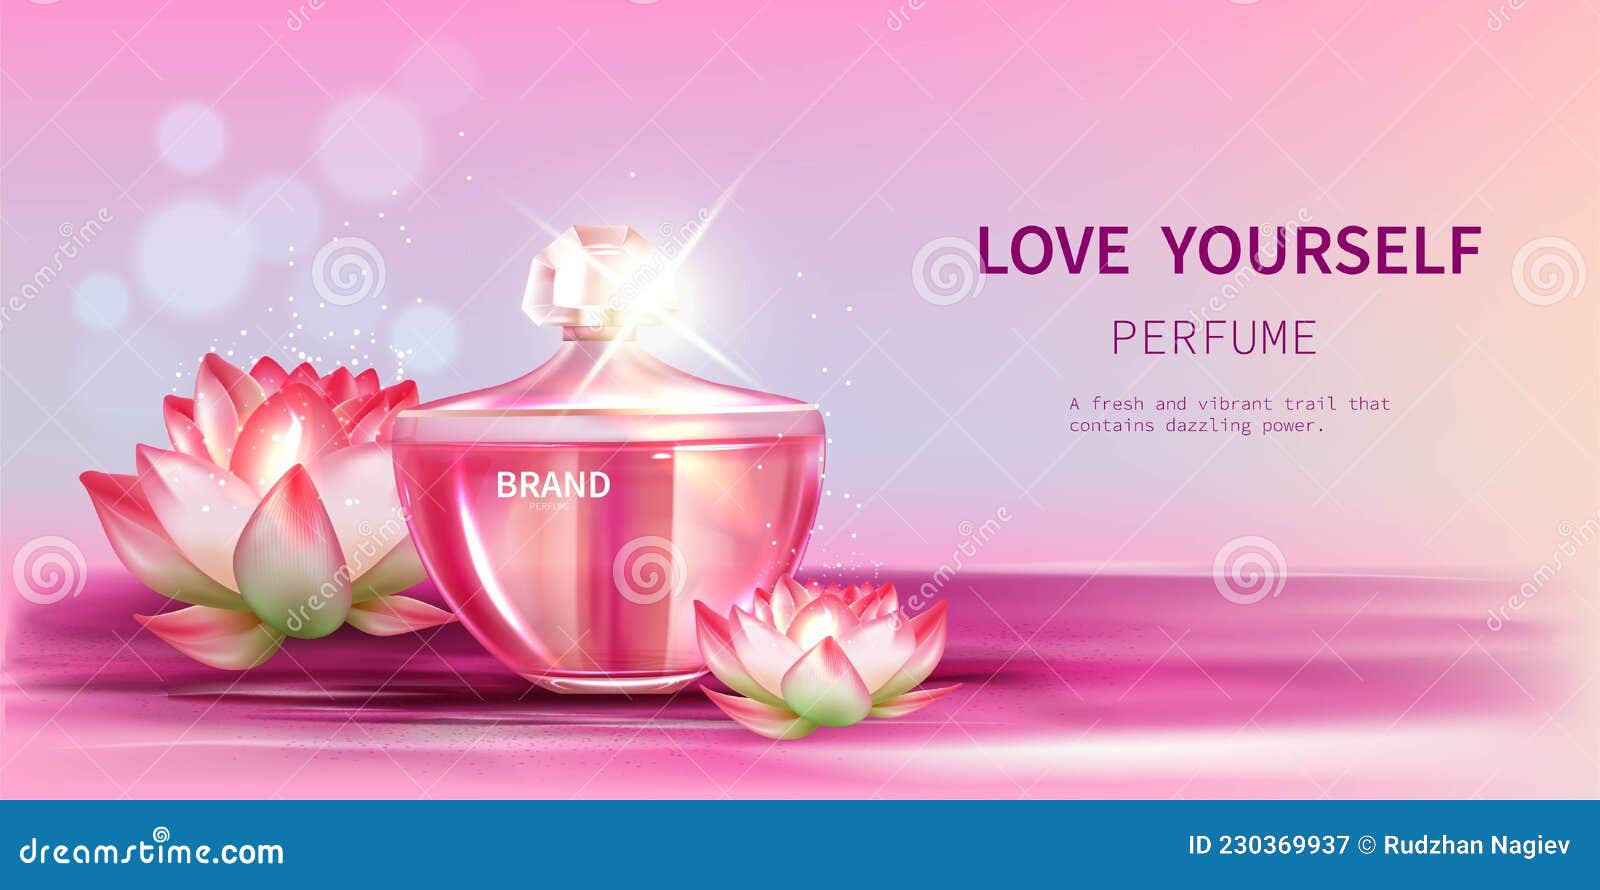 LOVE YOURSELF
PERFUME
A fresh and vibrant trail that
contains dazzling power.
BRAND
PERFUME
dreamstime.com
ID 230369937 © Rudzhan Nagiev